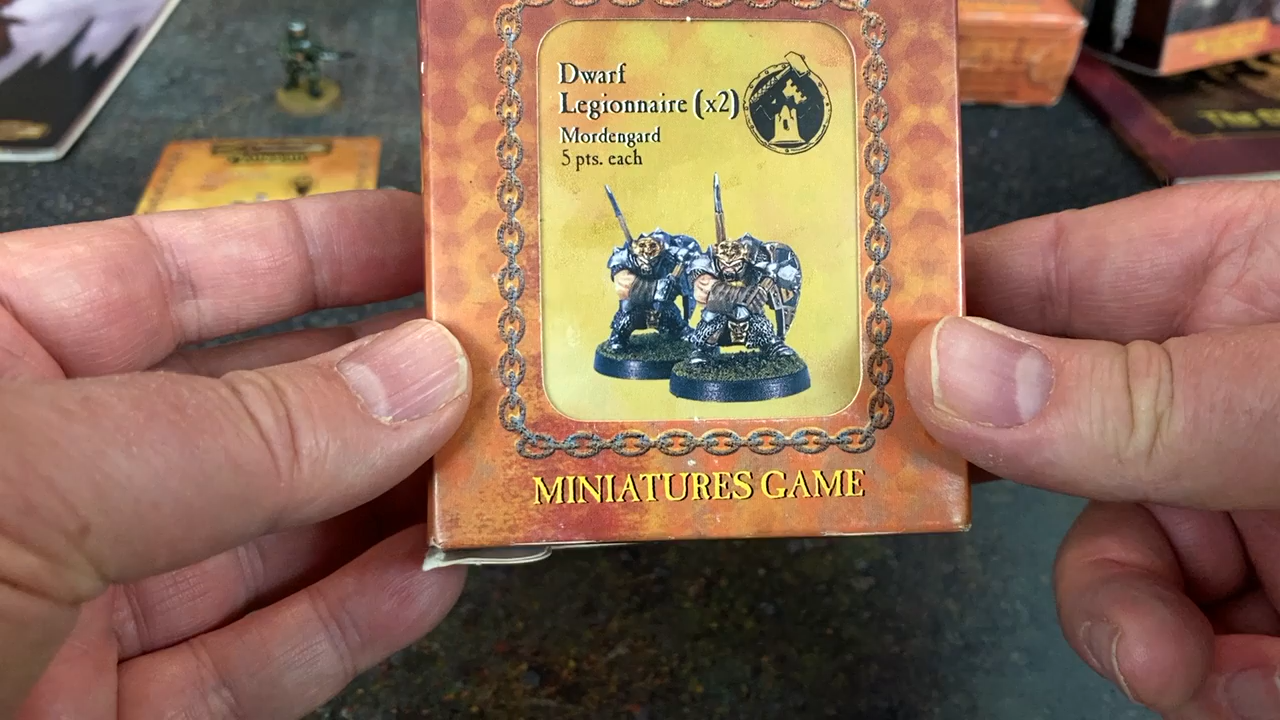 Dwarf
Legionnaire (x2)
Mordengard
5 pts. each
MINIATURES GAME